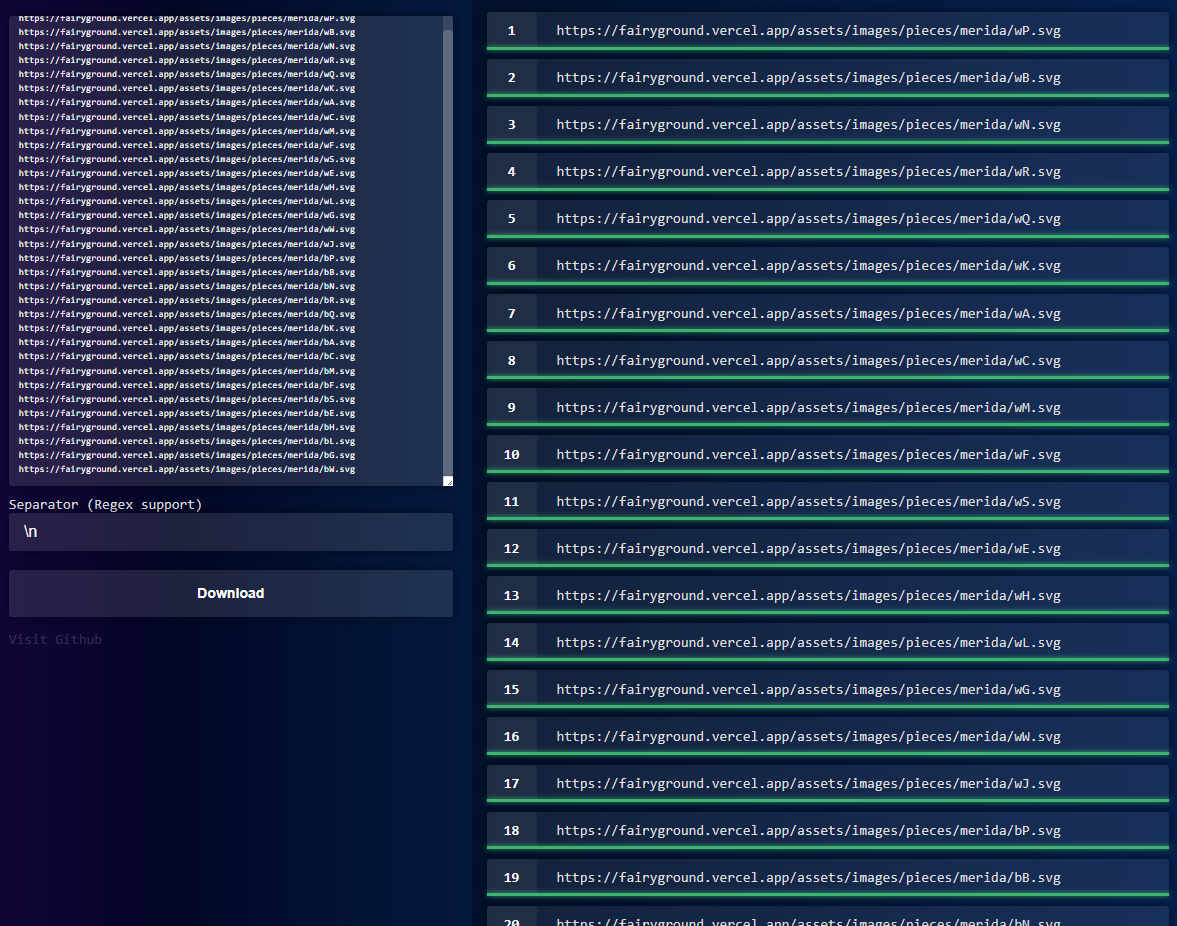 https://fairyground.vercel.app/assets/images/pieces/merida/wP.svg
https://fairyground.vercel.app/assets/images/pieces/merida/wB.svg
https://fairyground.vercel.app/assets/images/pieces/merida/wN.svg
https://fairyground.vercel.app/assets/images/pieces/merida/wR.svg
https://fairyground.vercel.app/assets/images/pieces/merida/wQ.svg
https://fairyground.vercel.app/assets/images/pieces/merida/wK.svg
https://fairyground.vercel.app/assets/images/pieces/merida/wA.svg
https://fairyground.vercel.app/assets/images/pieces/merida/wC.svg
https://fairyground.vercel.app/assets/images/pieces/merida/wM.svg
https://fairyground.vercel.app/assets/images/pieces/merida/wF.svg
https://fairyground.vercel.app/assets/images/pieces/merida/wS.svg
https://fairyground.vercel.app/assets/images/pieces/merida/wE.svg
https://fairyground.vercel.app/assets/images/pieces/merida/wH.svg
https://fairyground.vercel.app/assets/images/pieces/merida/wL.svg
https://fairyground.vercel.app/assets/images/pieces/merida/wG.svg
https://fairyground.vercel.app/assets/images/pieces/merida/wW.svg
https://fairyground.vercel.app/assets/images/pieces/merida/wJ.svg
https://fairyground.vercel.app/assets/images/pieces/merida/bP.svg
https://fairyground.vercel.app/assets/images/pieces/merida/bB.svg
https://fairyground.vercel.app/assets/images/pieces/merida/bN.svg
https://fairyground.vercel.app/assets/images/pieces/merida/bR.svg
https://fairyground.vercel.app/assets/images/pieces/merida/bQ.svg
https://fairyground.vercel.app/assets/images/pieces/merida/bK.svg
https://fairyground.vercel.app/assets/images/pieces/merida/bA.svg
https://fairyground.vercel.app/assets/images/pieces/merida/bC.svg
https://fairyground.vercel.app/assets/images/pieces/merida/bM.svg
https://fairyground.vercel.app/assets/images/pieces/merida/bF.svg
https://fairyground.vercel.app/assets/images/pieces/merida/bS.svg
https://fairyground.vercel.app/assets/images/pieces/merida/bE.svg
https://fairyground.vercel.app/assets/images/pieces/merida/bH.svg
https://fairyground.vercel.app/assets/images/pieces/merida/bL.svg
https://fairyground.vercel.app/assets/images/pieces/merida/bG.svg
https://fairyground.vercel.app/assets/images/pieces/merida/bW.svg
Separator (Regex support)
\n
Download
Visit Github
1 https://fairyground.vercel.app/assets/images/pieces/merida/wP.svg
2 https://fairyground.vercel.app/assets/images/pieces/merida/wB.svg
3 https://fairyground.vercel.app/assets/images/pieces/merida/wN.svg
4 https://fairyground.vercel.app/assets/images/pieces/merida/wR.svg
5 https://fairyground.vercel.app/assets/images/pieces/merida/wQ.svg
6 https://fairyground.vercel.app/assets/images/pieces/merida/wK.svg
7 https://fairyground.vercel.app/assets/images/pieces/merida/wA.svg
8 https://fairyground.vercel.app/assets/images/pieces/merida/wC.svg
9 https://fairyground.vercel.app/assets/images/pieces/merida/wM.svg
10 https://fairyground.vercel.app/assets/images/pieces/merida/wF.svg
11 https://fairyground.vercel.app/assets/images/pieces/merida/wS.svg
12 https://fairyground.vercel.app/assets/images/pieces/merida/wE.svg
13 https://fairyground.vercel.app/assets/images/pieces/merida/wH.svg
14 https://fairyground.vercel.app/assets/images/pieces/merida/wL.svg
15 https://fairyground.vercel.app/assets/images/pieces/merida/wG.svg
16 https://fairyground.vercel.app/assets/images/pieces/merida/wW.svg
17 https://fairyground.vercel.app/assets/images/pieces/merida/wJ.svg
18 https://fairyground.vercel.app/assets/images/pieces/merida/bP.svg
19 https://fairyground.vercel.app/assets/images/pieces/merida/bB.svg
20 https://fairyground.vercel.app/assets/images/pieces/merida/bN.svg